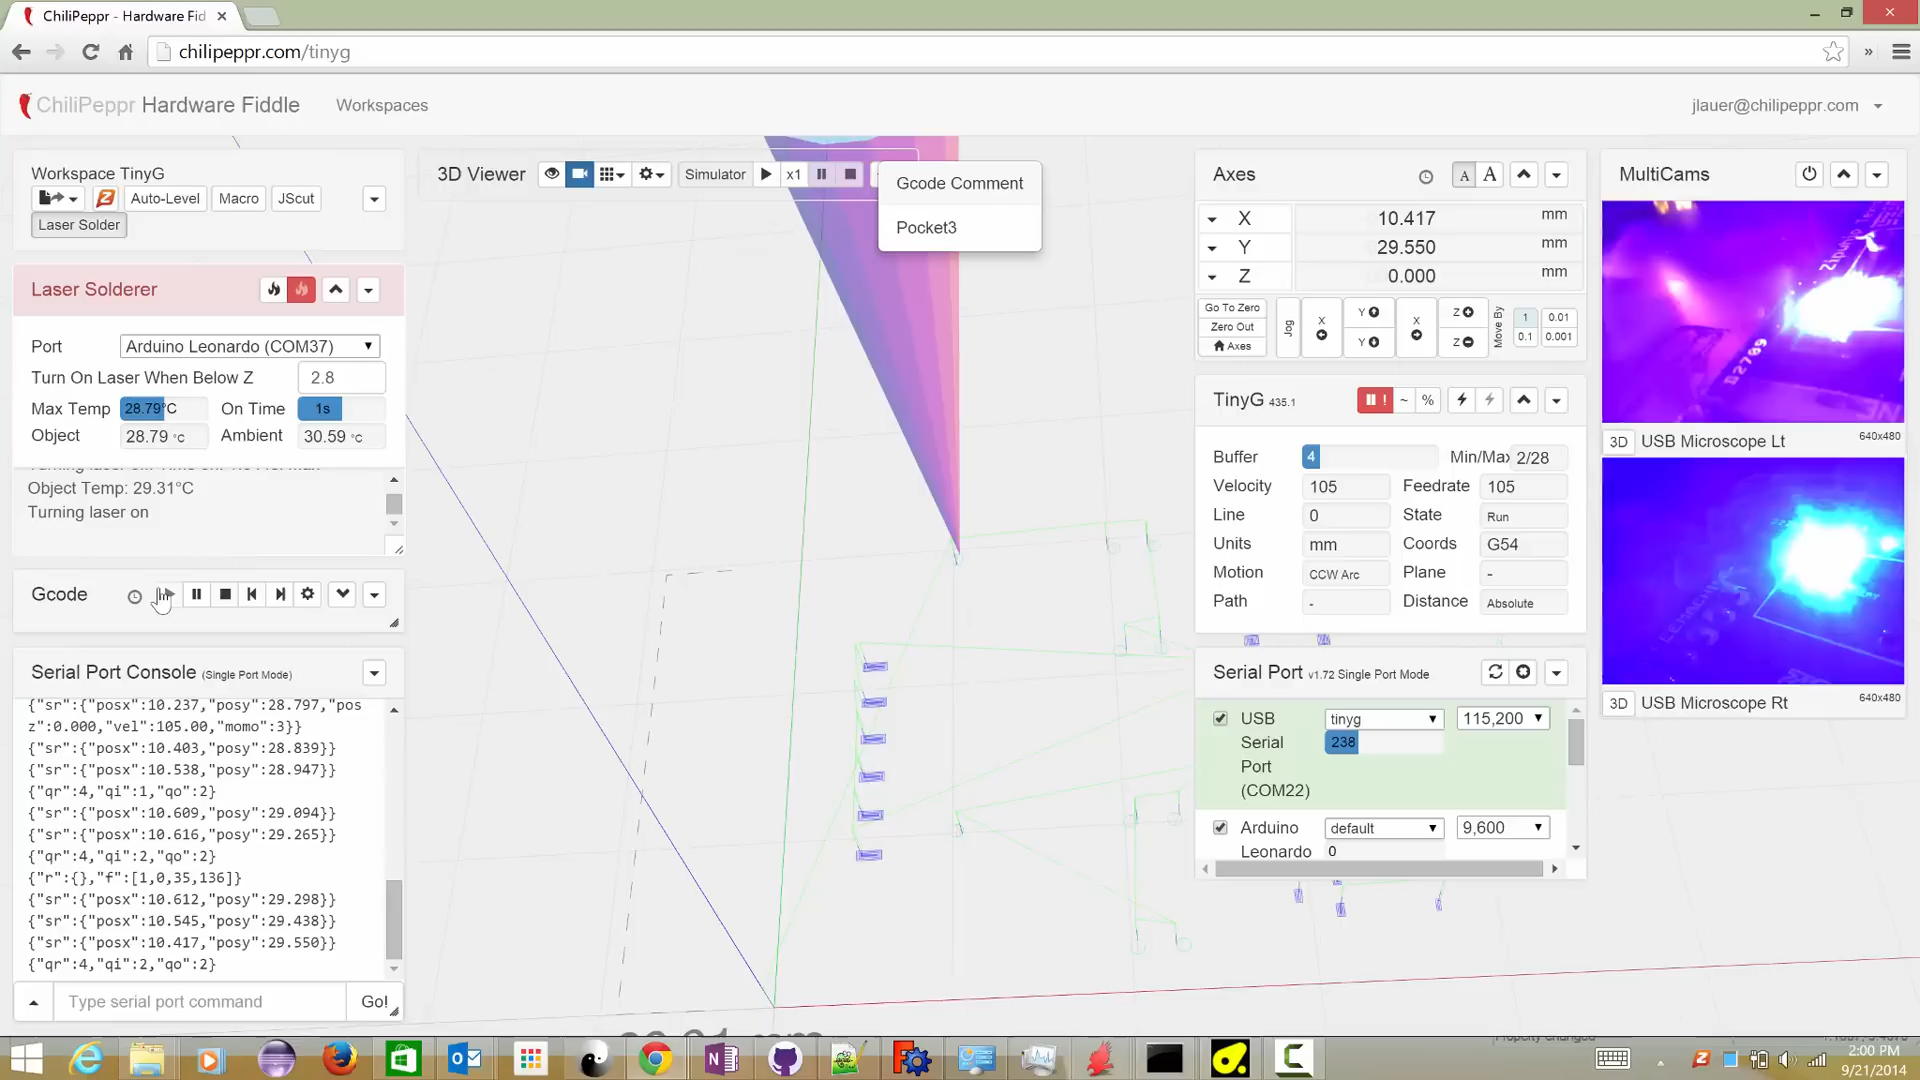 ChiliPeppr - Hardware Fid
chilipeppr.com/tinyg
ChiliPeppr Hardware Fiddle
Workspaces
jlauer@chilipeppr.com
Workspace TinyG
Auto-Level
Macro
JScut
Laser Solder
Laser Solderer
Port
Arduino Leonardo (COM37)
Turn On Laser When Below Z
2.8
Max Temp
28.79°C
On Time
1s
Object
28.79 °C
Ambient
30.59 °C
Object Temp: 29.31°C
Turning laser on
Gcode
Serial Port Console (Single Port Mode)
{"sr":{"posx":10.237,"posy":28.797,"pos
z":0.000,"vel":105.00,"momo":3}}
{"sr":{"posx":10.403,"posy":28.839}}
{"sr":{"posx":10.538,"posy":28.947}}
{"qr":4,"qi":1,"qo":2}
{"sr":{"posx":10.609,"posy":29.094}}
{"sr":{"posx":10.616,"posy":29.265}}
{"qr":4,"qi":2,"qo":2}
{"r":{},"f":[1,0,35,136]}
{"sr":{"posx":10.612,"posy":29.298}}
{"sr":{"posx":10.545,"posy":29.438}}
{"sr":{"posx":10.417,"posy":29.550}}
{"qr":4,"qi":2,"qo":2}
Type serial port command
Go!
3D Viewer
Simulator
x1
Gcode Comment
Pocket3
Axes
A
A
X
10.417
mm
Y
29.550
mm
Z
0.000
mm
Go To Zero
Zero Out
Axes
Jog
X
Y
Y
X
Z
Z
Move By
1
0.1
0.01
0.001
TinyG 435.1
!
~
%
Buffer
4
Min/Max
2/28
Velocity
105
Feedrate
105
Line
0
State
Run
Units
mm
Coords
G54
Motion
CCW Arc
Plane
-
Path
-
Distance
Absolute
Serial Port v1.72 Single Port Mode
USB
Serial
Port
(COM22)
tinyg
115,200
238
Arduino
Leonardo
default
9,600
0
MultiCams
3D
USB Microscope Lt
640x480
3D
USB Microscope Rt
640x480
2:00 PM
9/21/2014